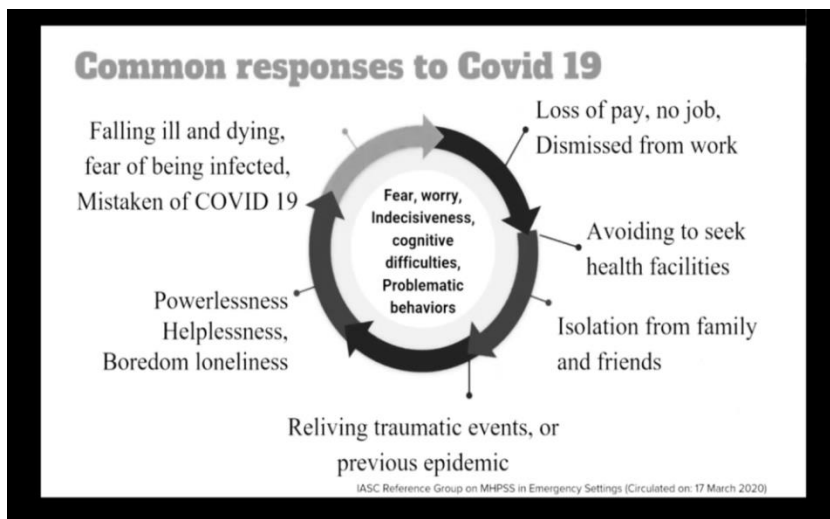 Common responses to Covid 19
Falling ill and dying,
fear of being infected,
Mistaken of COVID 19
Loss of pay, no job,
Dismissed from work
Fear, worry,
Indecisiveness,
cognitive
difficulties,
Problematic
behaviors
Avoiding to seek
health facilities
Powerlessness
Helplessness,
Boredom loneliness
Isolation from family
and friends
Reliving traumatic events, or
previous epidemic
IASC Reference Group on MHPSS in Emergency Settings (Circulated on: 17 March 2020)